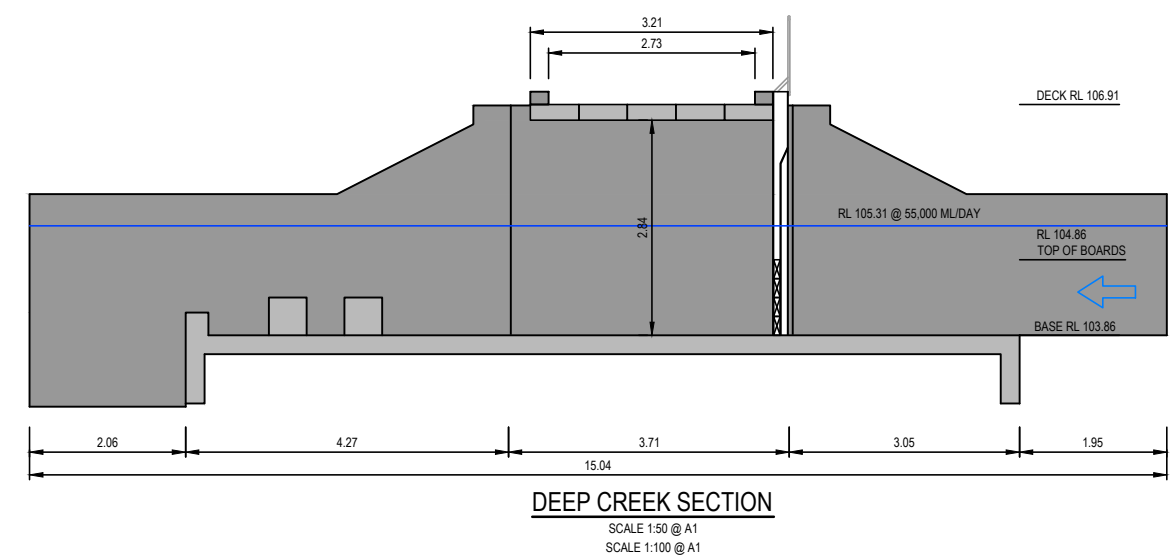 3.21
2.73
DECK RL 106.91
RL 105.31 @ 55,000 ML/DAY
2.84
RL 104.86
TOP OF BOARDS
BASE RL 103.86
2.06
4.27
3.71
3.05
1.95
15.04
DEEP CREEK SECTION
SCALE 1:50 @ A1
SCALE 1:100 @ A1